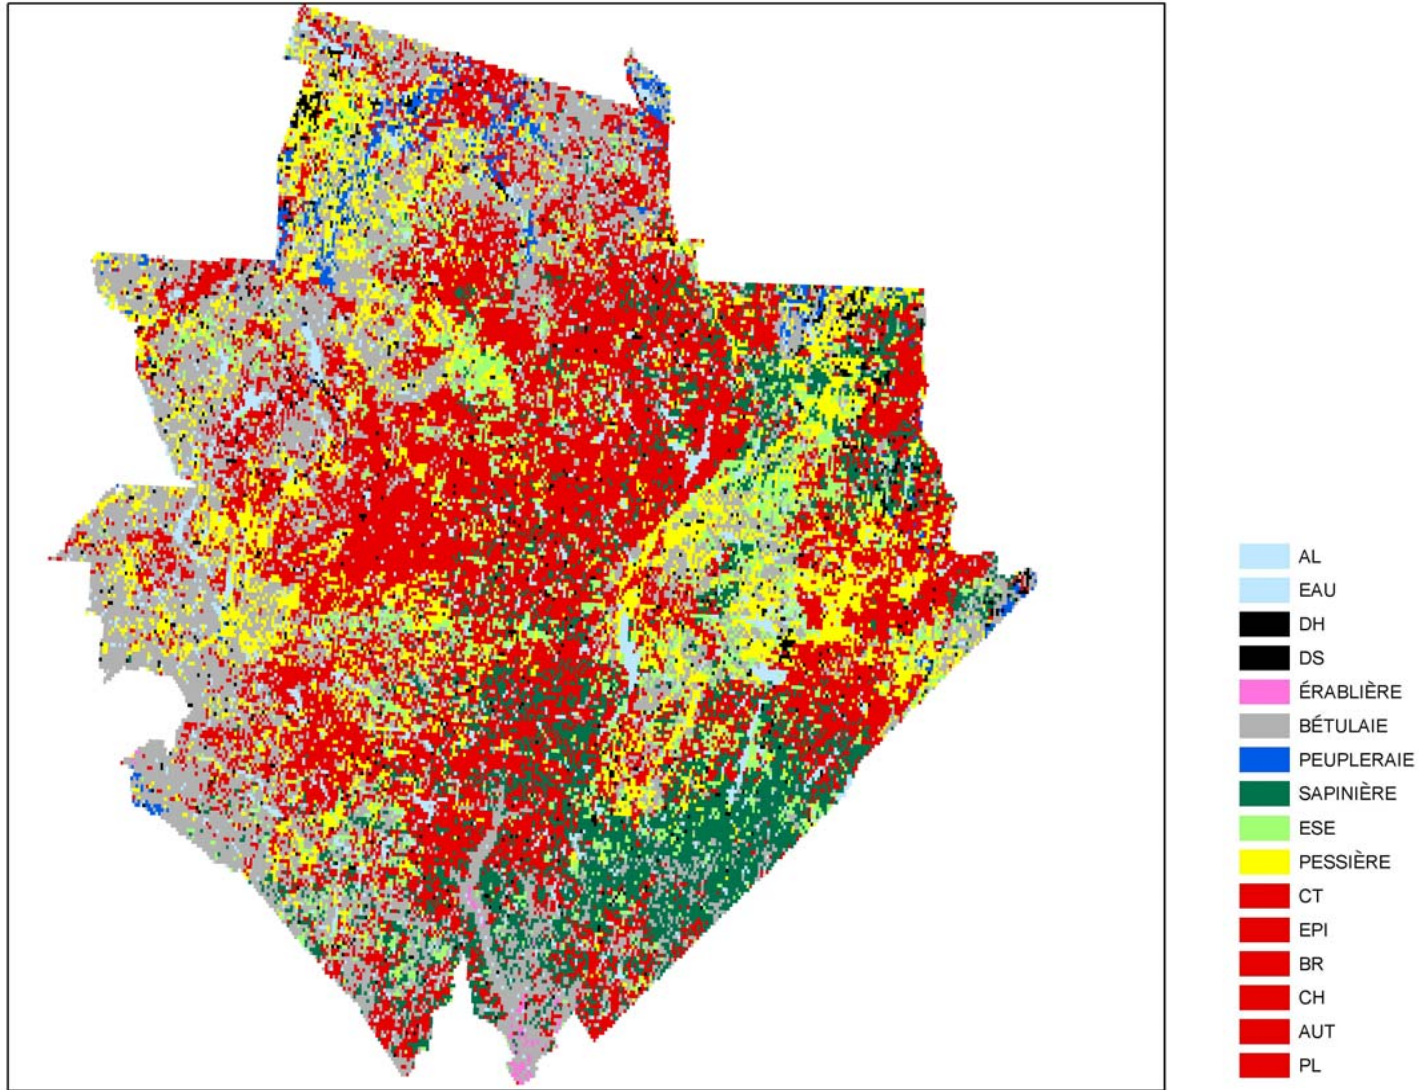 AL
EAU
DH
DS
ÉRABLIÈRE
BÉTULAIE
PEUPLERAIE
SAPINIÈRE
ESE
PESSIÈRE
CT
EPI
BR
CH
AUT
PL